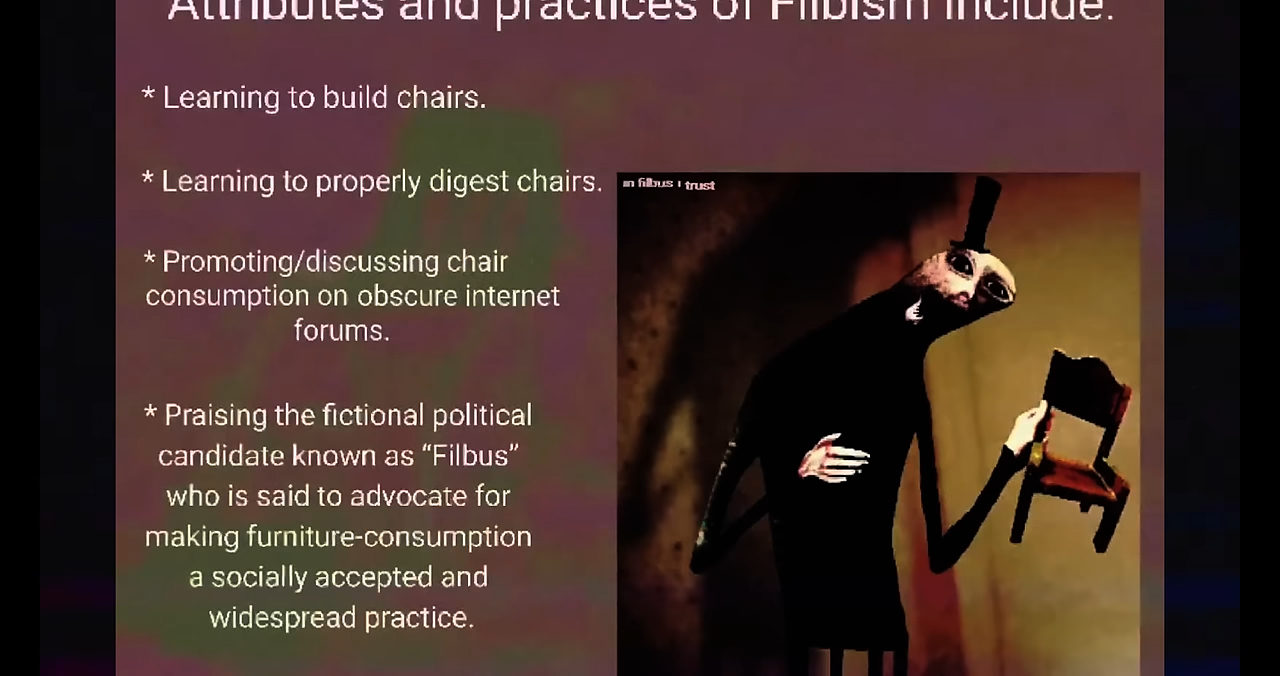 Attributes and practices of Filbism include:
* Learning to build chairs.
* Learning to properly digest chairs.
in filbus i trust
* Promoting/discussing chair
consumption on obscure internet
forums.
* Praising the fictional political
candidate known as “Filbus”
who is said to advocate for
making furniture-consumption
a socially accepted and
widespread practice.